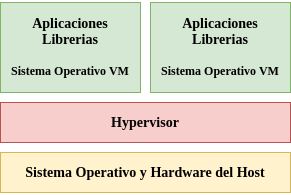 Aplicaciones
Librerias
Sistema Operativo VM
Aplicaciones
Librerias
Sistema Operativo VM
Hypervisor
Sistema Operativo y Hardware del Host